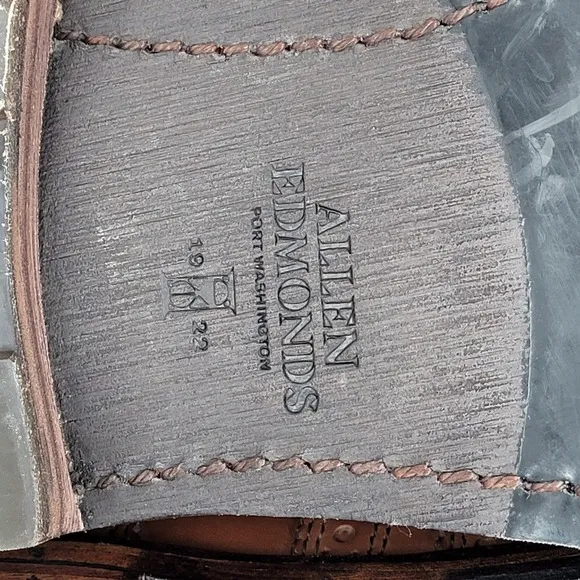 ALLEN
EDMONDS
PORT WASHINGTON
19 22